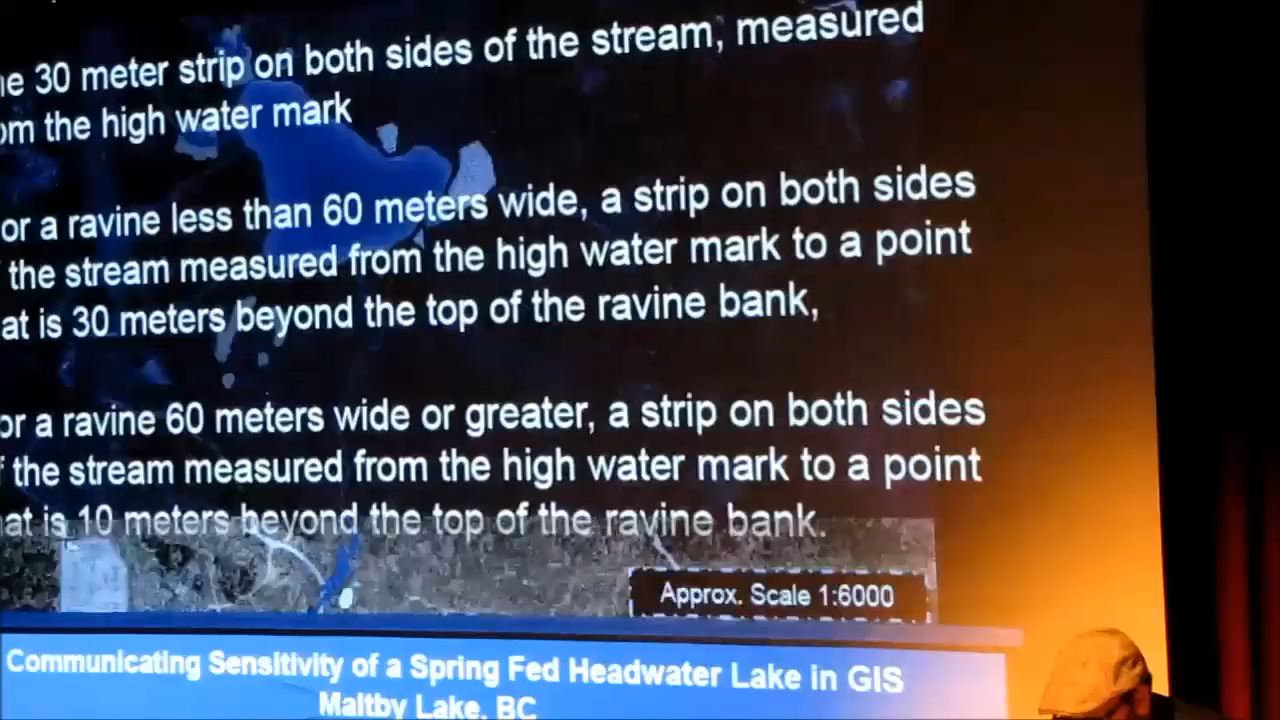 30 meter strip on both sides of the stream, measured
the high water mark
or a ravine less than 60 meters wide, a strip on both sides
the stream measured from the high water mark to a point
at is 30 meters beyond the top of the ravine bank,
or a ravine 60 meters wide or greater, a strip on both sides
the stream measured from the high water mark to a point
at is 10 meters beyond the top of the ravine bank.
Approx. Scale 1:6000
Communicating Sensitivity of a Spring Fed Headwater Lake in GIS
Maltby Lake, BC